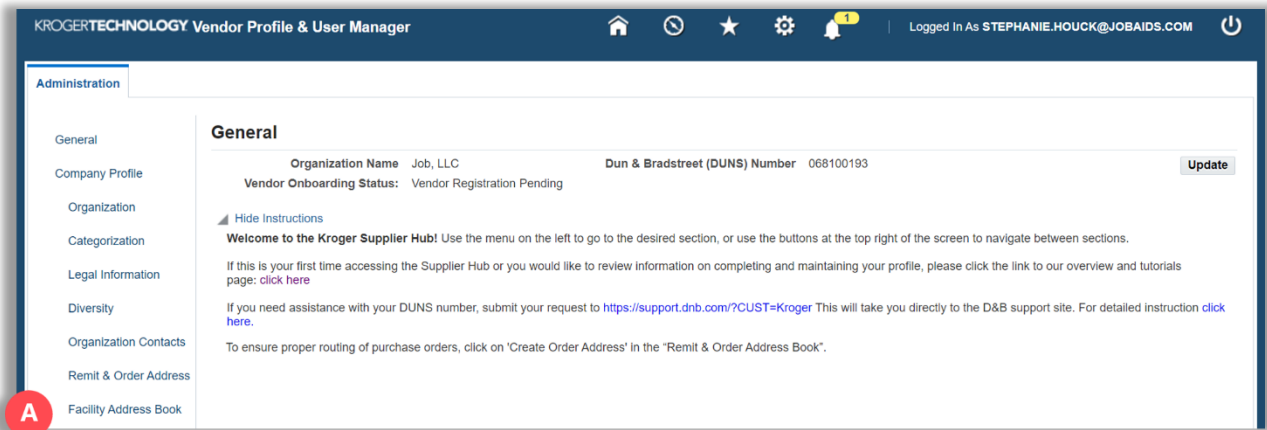 KROGERTECHNOLOGY. Vendor Profile & User Manager
1
Logged In As STEPHANIE.HOUCK@JOBAIDS.COM
Administration
General
Company Profile
Organization
Categorization
Legal Information
Diversity
Organization Contacts
Remit & Order Address
Facility Address Book
A
General
Organization Name Job, LLC
Dun & Bradstreet (DUNS) Number 068100193
Update
Vendor Onboarding Status: Vendor Registration Pending
Hide Instructions
Welcome to the Kroger Supplier Hub! Use the menu on the left to go to the desired section, or use the buttons at the top right of the screen to navigate between sections.
If this is your first time accessing the Supplier Hub or you would like to review information on completing and maintaining your profile, please click the link to our overview and tutorials
page: click here
If you need assistance with your DUNS number, submit your request to https://support.dnb.com/?CUST=Kroger This will take you directly to the D&B support site. For detailed instruction click
here.
To ensure proper routing of purchase orders, click on 'Create Order Address' in the “Remit & Order Address Book”.